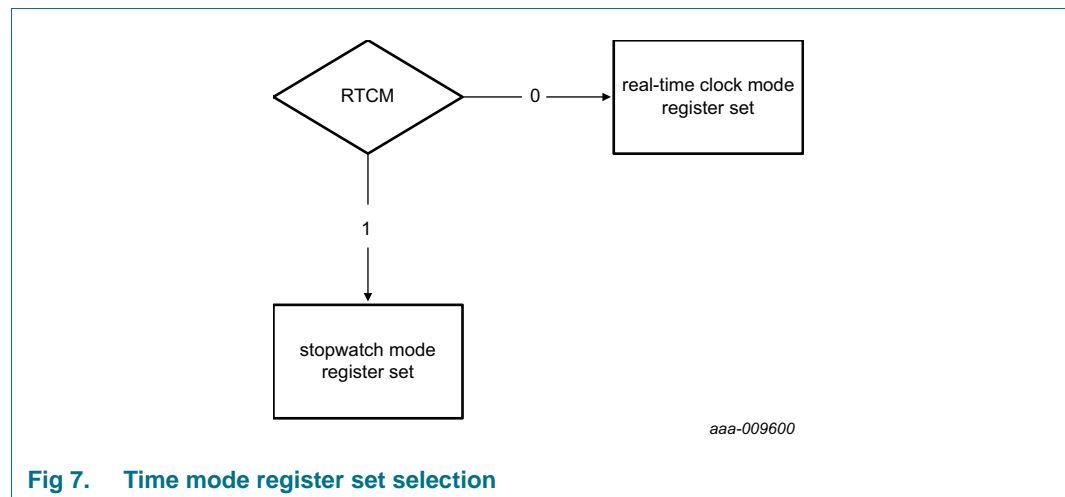 RTCM
0
real-time clock mode
register set
1
stopwatch mode
register set
aaa-009600
Fig 7. Time mode register set selection